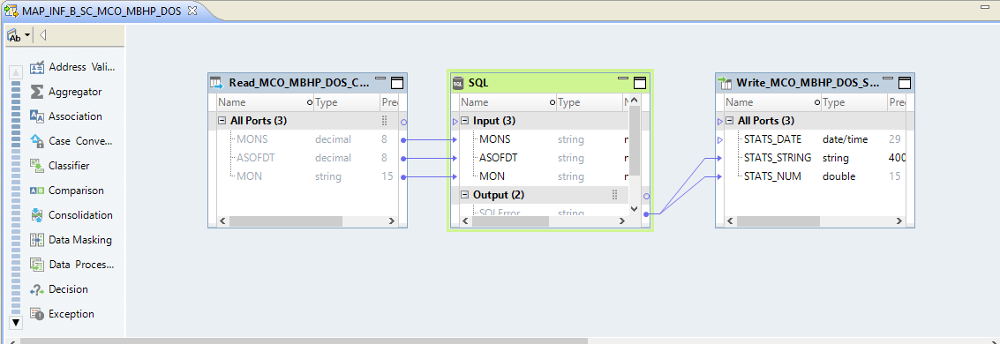 MAP_INF_B_SC_MCO_MBHP_DOS
Ab
Address Vali...
Aggregator
Association
Case Conve...
Classifier
Comparison
Consolidation
Data Masking
Data Proces...
Decision
Exception
Read_MCO_MBHP_DOS_C...
Name Type Pred
All Ports (3)
MONS decimal 8
ASOFDT decimal 8
MON string 15
SQL
SQL
Name Type
Input (3)
MONS string
ASOFDT string
MON string
Output (2)
SQLError string
Write_MCO_MBHP_DOS_S...
Name Type Pre
All Ports (3)
STATS_DATE date/time 29
STATS_STRING string 400
STATS_NUM double 15